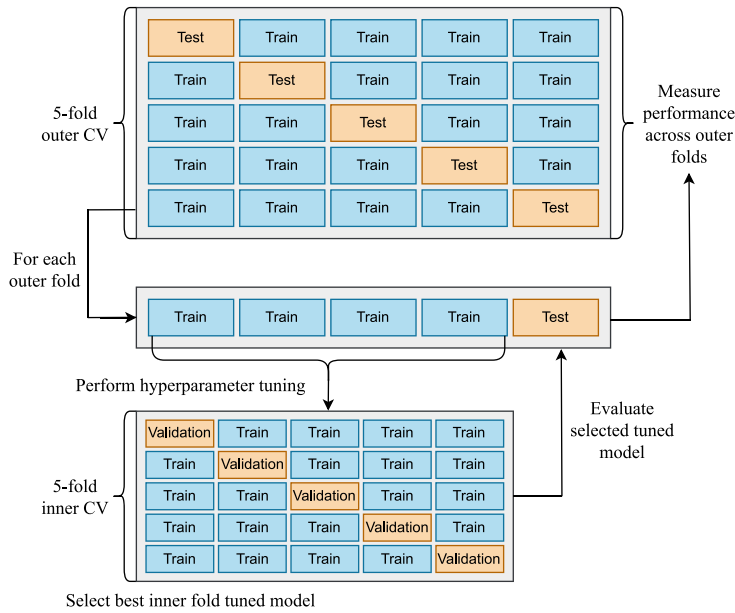 Test Train Train Train Train
Train Test Train Train Train
5-fold
outer CV
Train Train Test Train Train
Train Train Train Test Train
Train Train Train Train Test
Measure
performance
across outer
folds
For each
outer fold
Train Train Train Train Test
Perform hyperparameter tuning
Evaluate
selected tuned
model
5-fold
inner CV
Validation Train Train Train Train
Train Validation Train Train Train
Train Train Validation Train Train
Train Train Train Validation Train
Train Train Train Train Validation
Select best inner fold tuned model